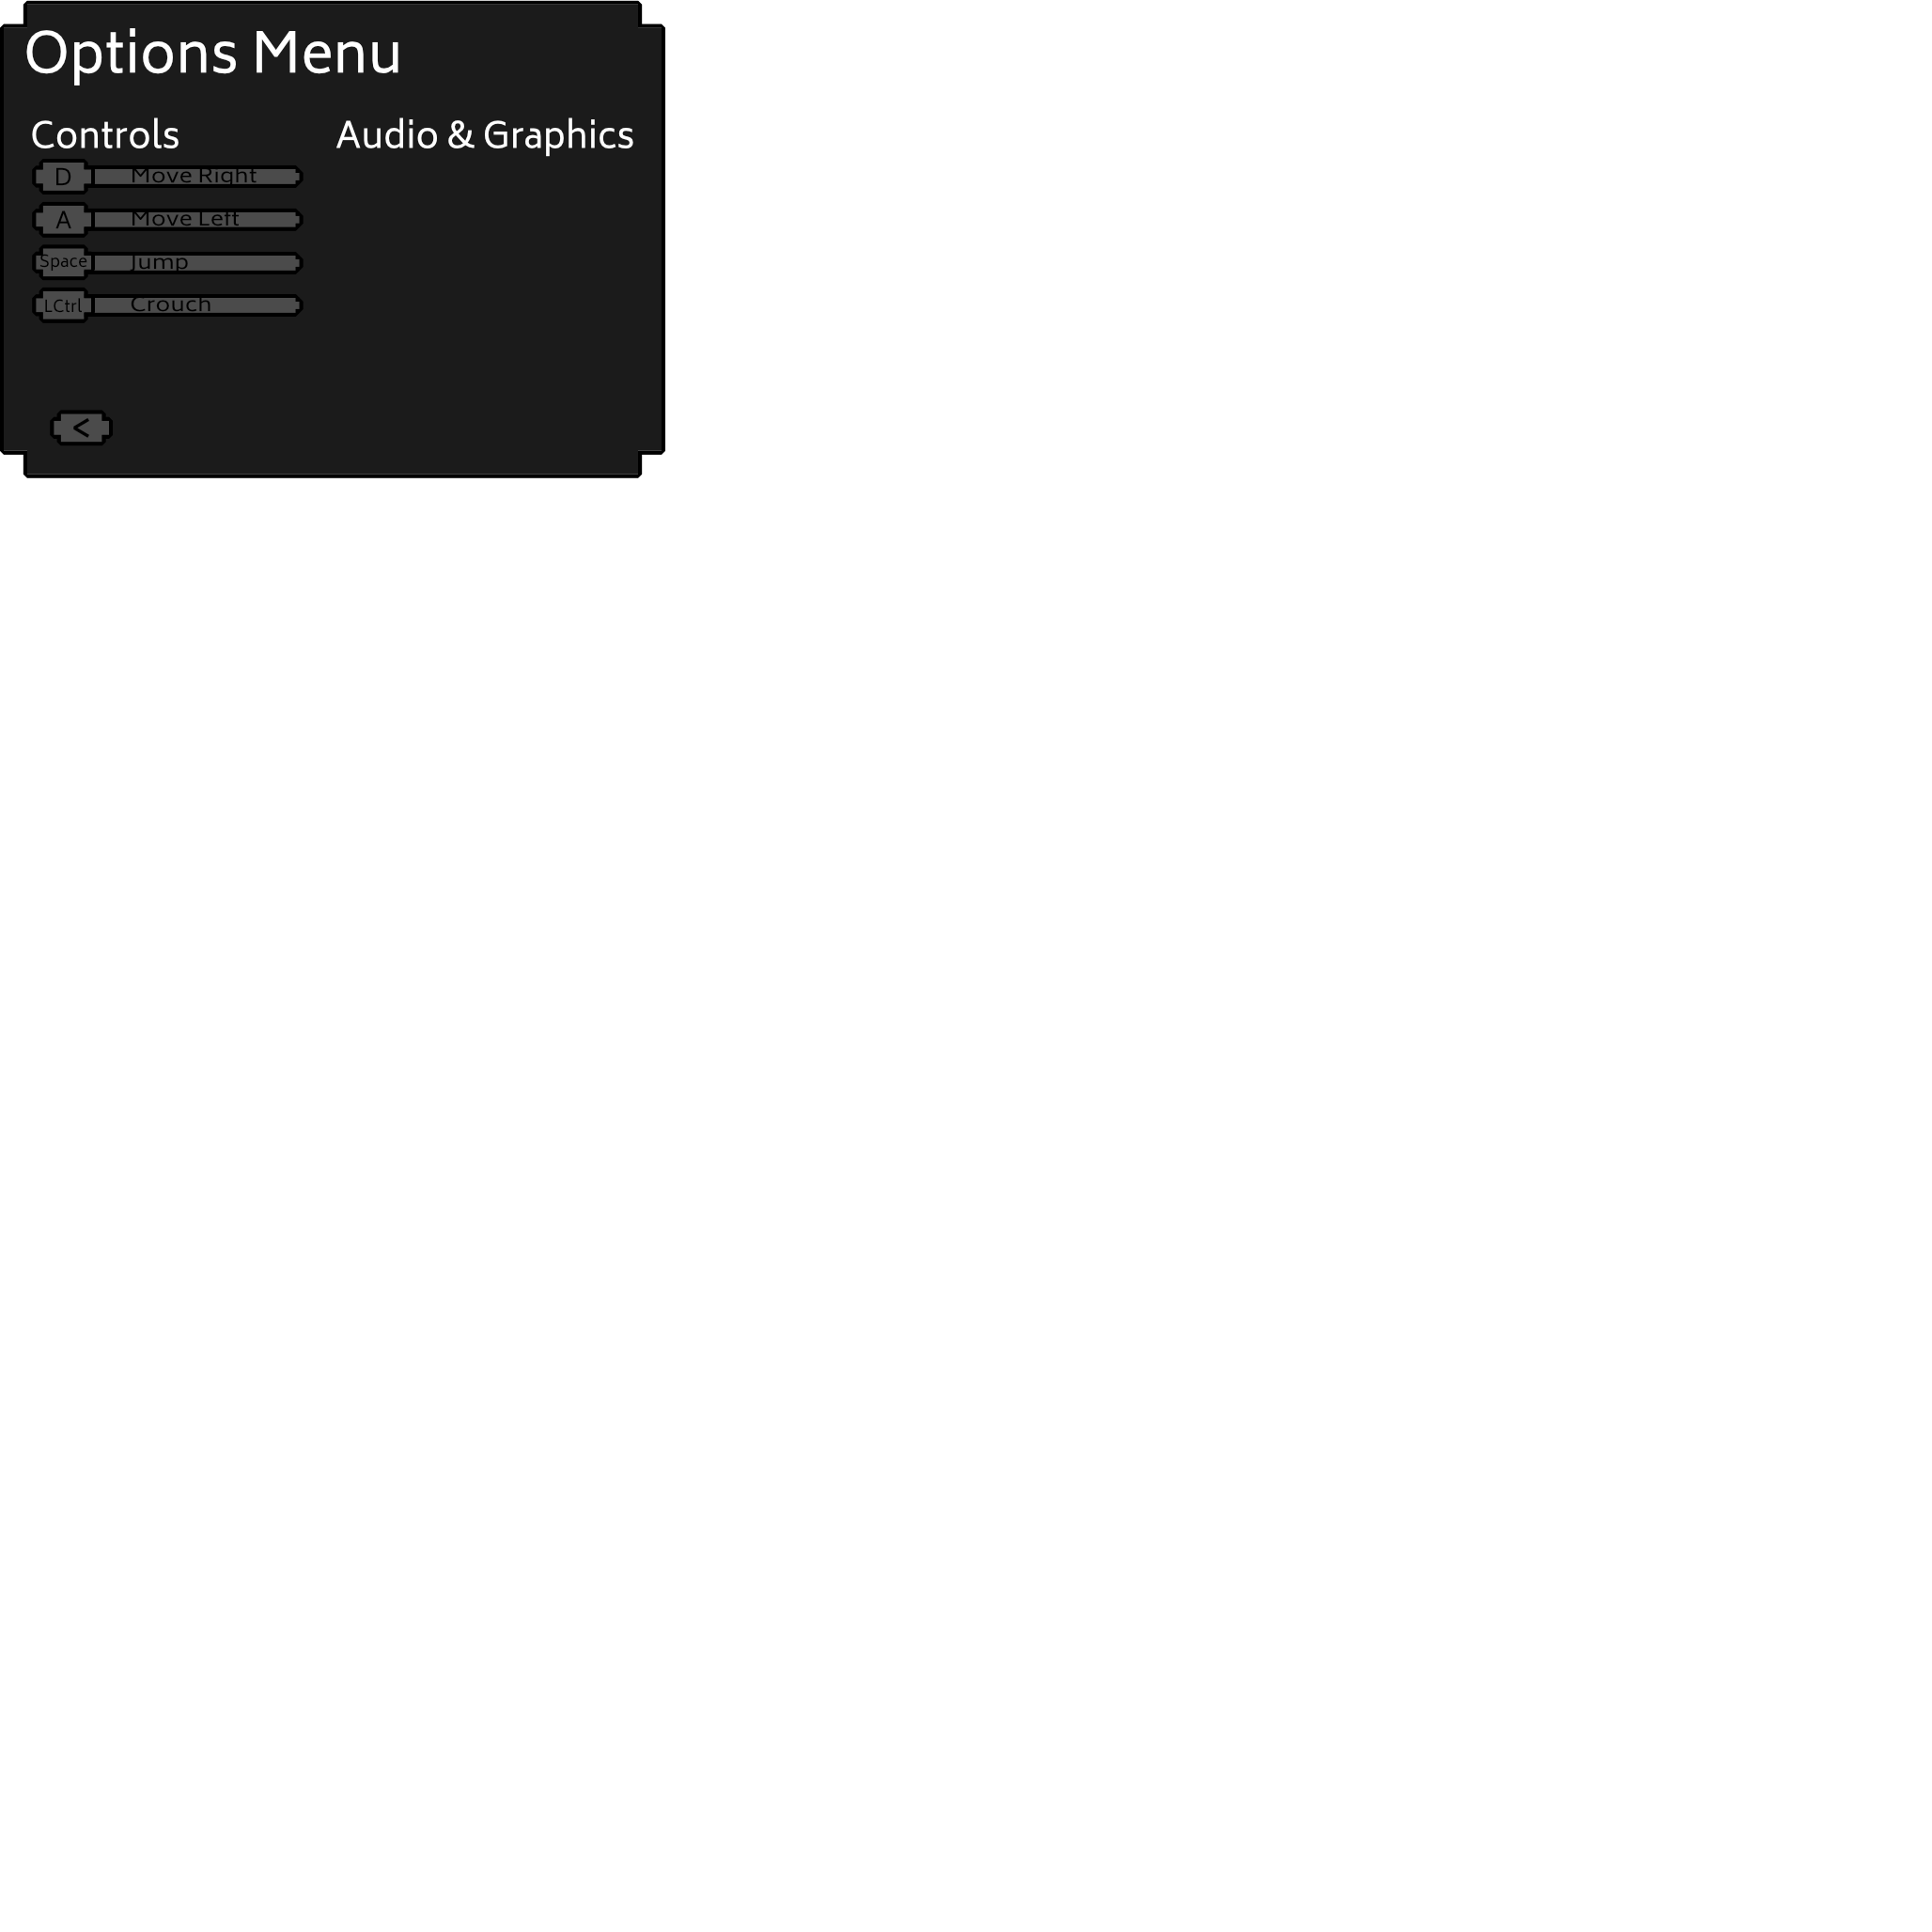 Options Menu
Controls
Audio & Graphics
D Move Right
A Move Left
Space Jump
LCtrl Crouch
<